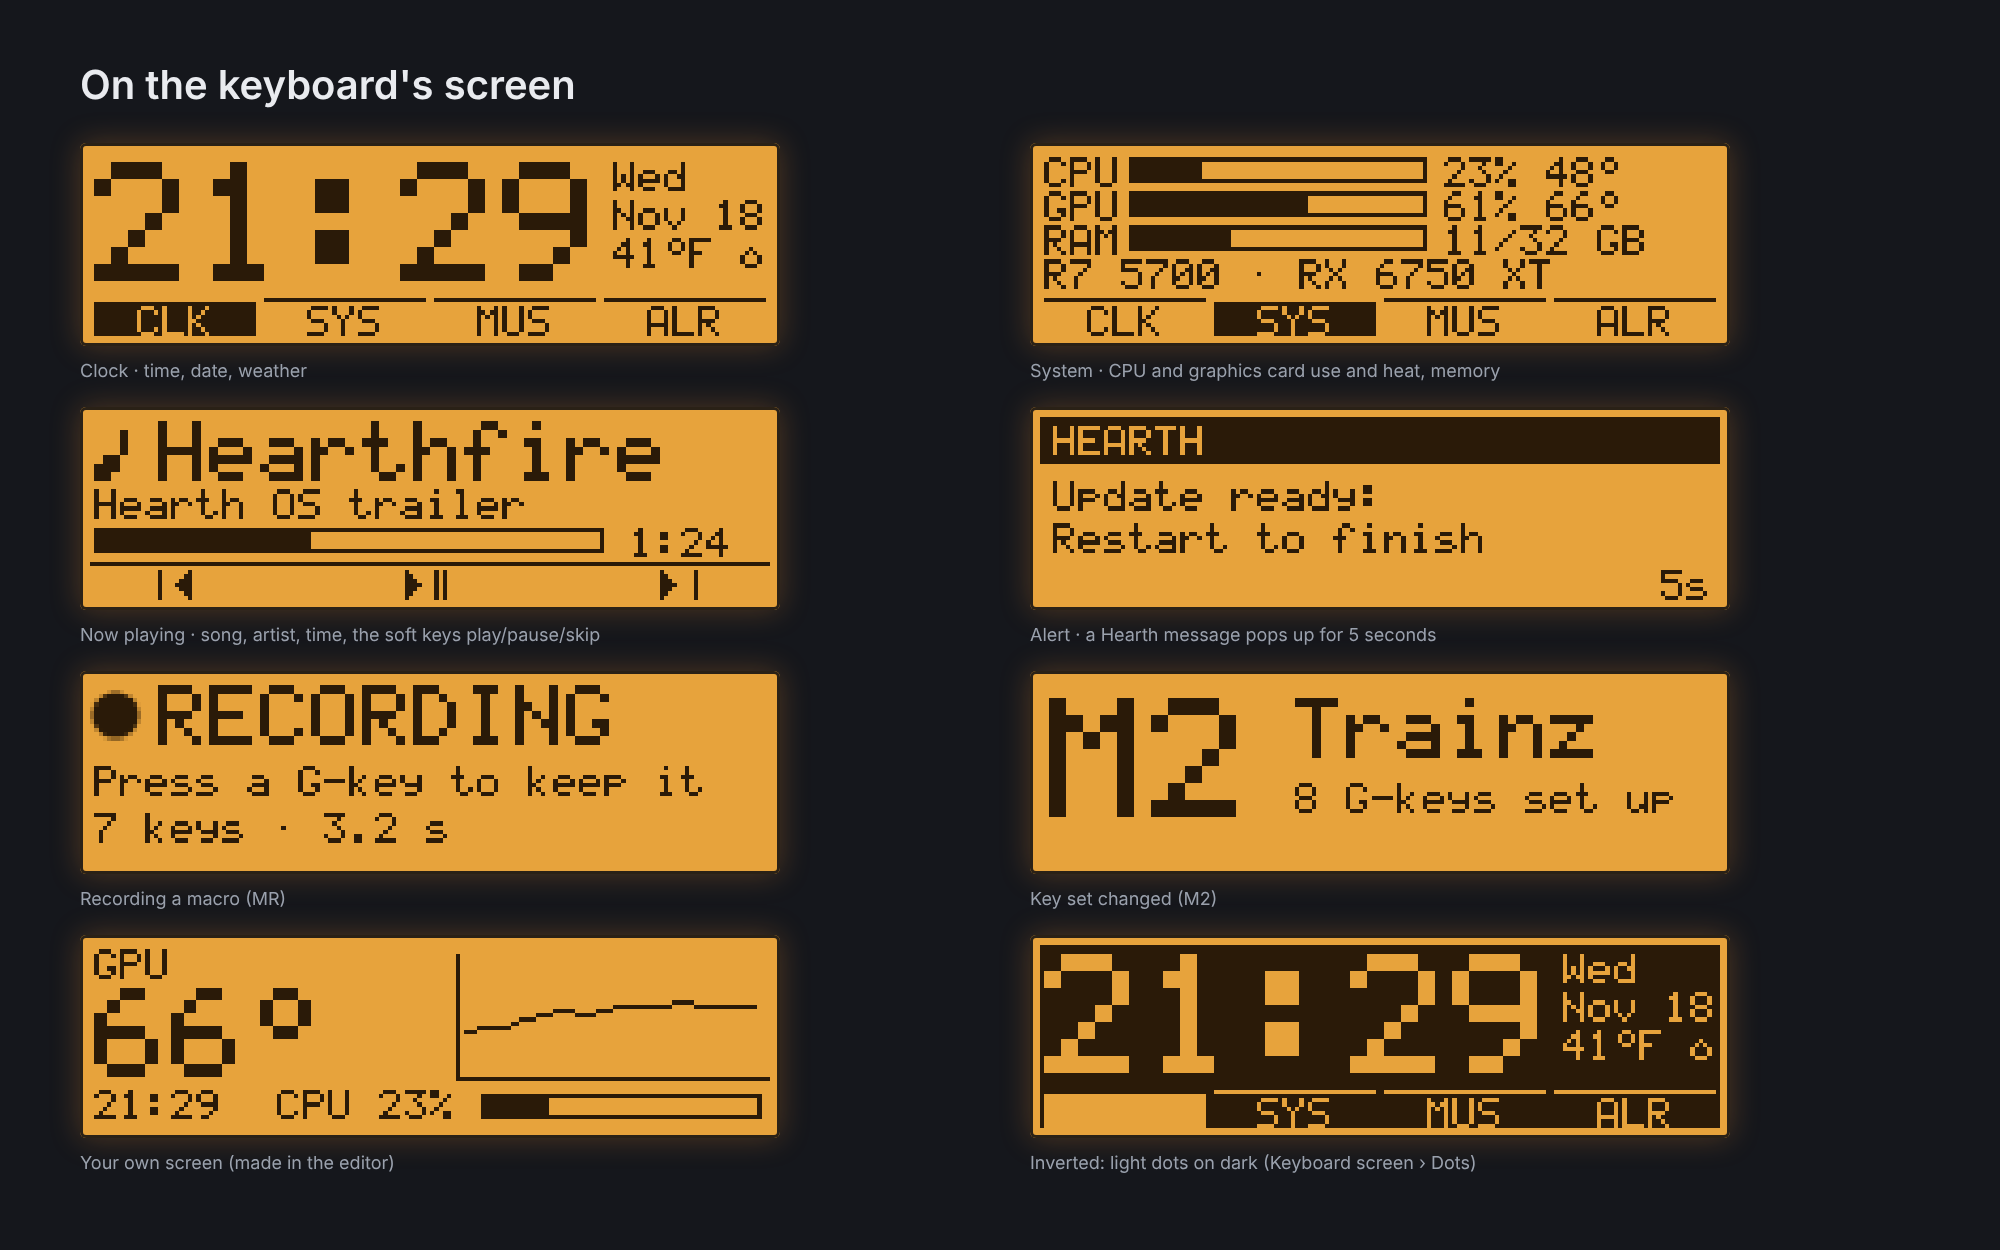 On the keyboard's screen
21:29
Wed
Nov 18
41°F
CLK SYS MUS ALR
Clock · time, date, weather
CPU 23% 48°
GPU 61% 66°
RAM 11/32 GB
R7 5700 · RX 6750 XT
CLK SYS MUS ALR
System · CPU and graphics card use and heat, memory
Hearthfire
Hearth OS trailer
1:24
Now playing · song, artist, time, the soft keys play/pause/skip
HEARTH
Update ready:
Restart to finish
5s
Alert · a Hearth message pops up for 5 seconds
RECORDING
Press a G-key to keep it
7 keys · 3.2 s
Recording a macro (MR)
M2 Trainz
8 G-keys set up
Key set changed (M2)
GPU
66°
21:29 CPU 23%
Your own screen (made in the editor)
21:29
Wed
Nov 18
41°F
SYS MUS ALR
Inverted: light dots on dark (Keyboard screen › Dots)